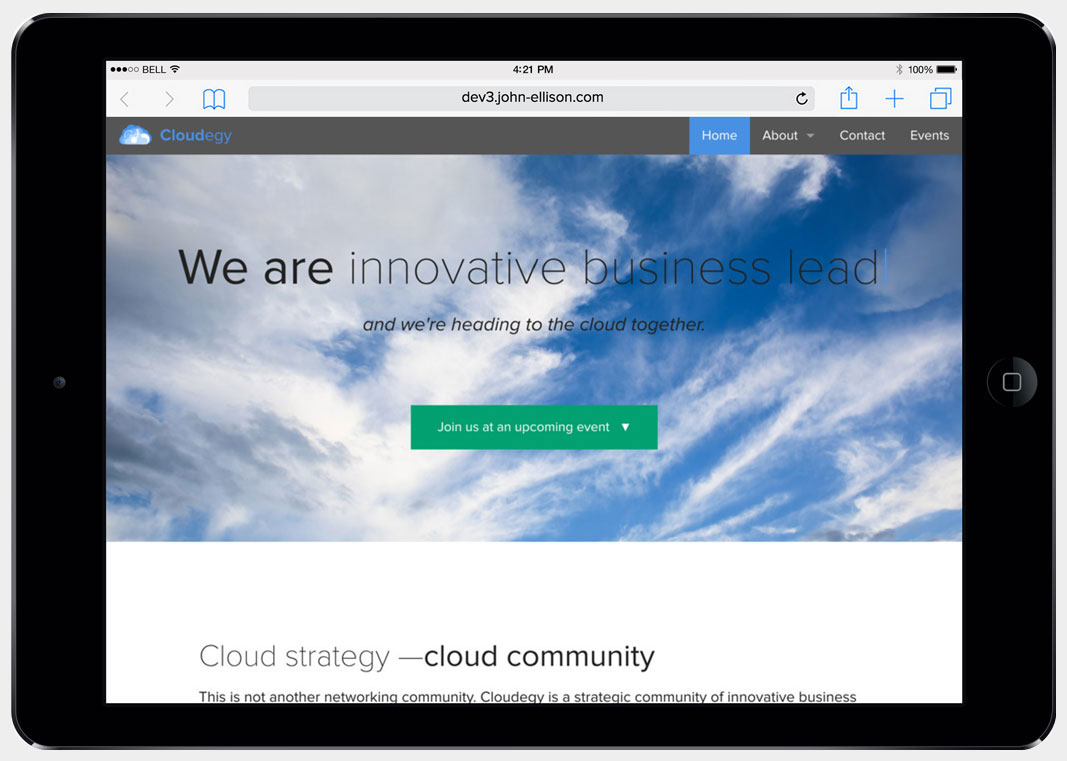 BELL 4:21 PM 100%
dev3.john-ellison.com
Cloudegy Home About Contact Events
We are innovative business lead
and we're heading to the cloud together.
Join us at an upcoming event ▼
Cloud strategy —cloud community
This is not another networking community. Cloudegy is a strategic community of innovative business